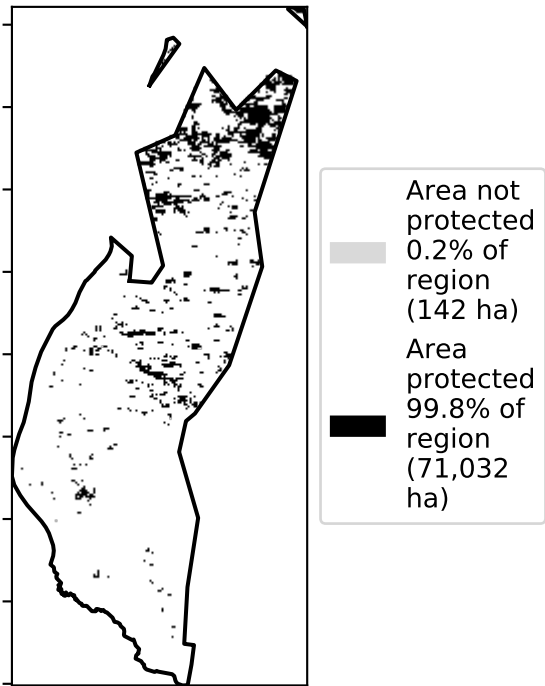 Area not
protected
0.2% of
region
(142 ha)
Area
protected
99.8% of
region
(71,032
ha)